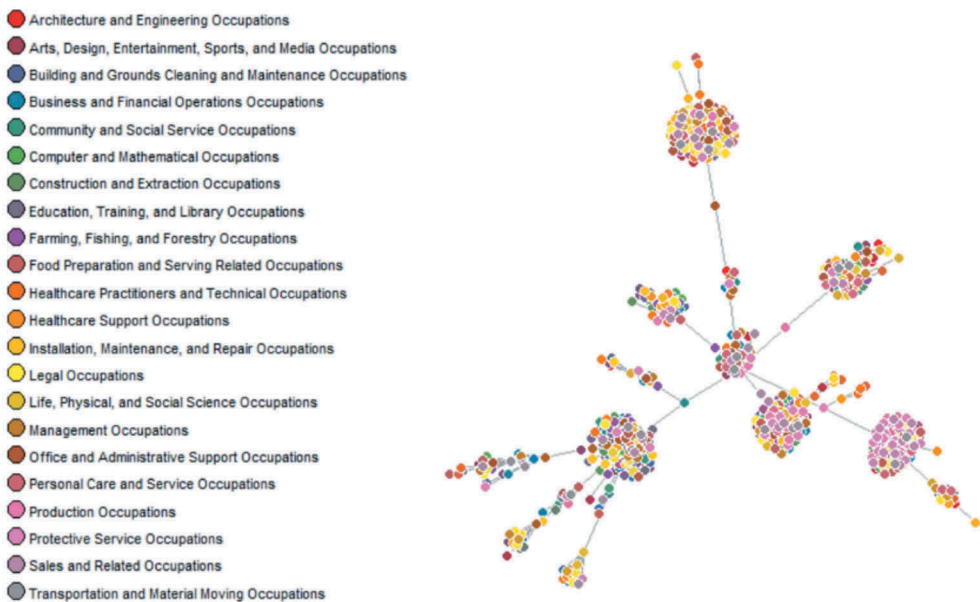 Architecture and Engineering Occupations
Arts, Design, Entertainment, Sports, and Media Occupations
Building and Grounds Cleaning and Maintenance Occupations
Business and Financial Operations Occupations
Community and Social Service Occupations
Computer and Mathematical Occupations
Construction and Extraction Occupations
Education, Training, and Library Occupations
Farming, Fishing, and Forestry Occupations
Food Preparation and Serving Related Occupations
Healthcare Practitioners and Technical Occupations
Healthcare Support Occupations
Installation, Maintenance, and Repair Occupations
Legal Occupations
Life, Physical, and Social Science Occupations
Management Occupations
Office and Administrative Support Occupations
Personal Care and Service Occupations
Production Occupations
Protective Service Occupations
Sales and Related Occupations
Transportation and Material Moving Occupations